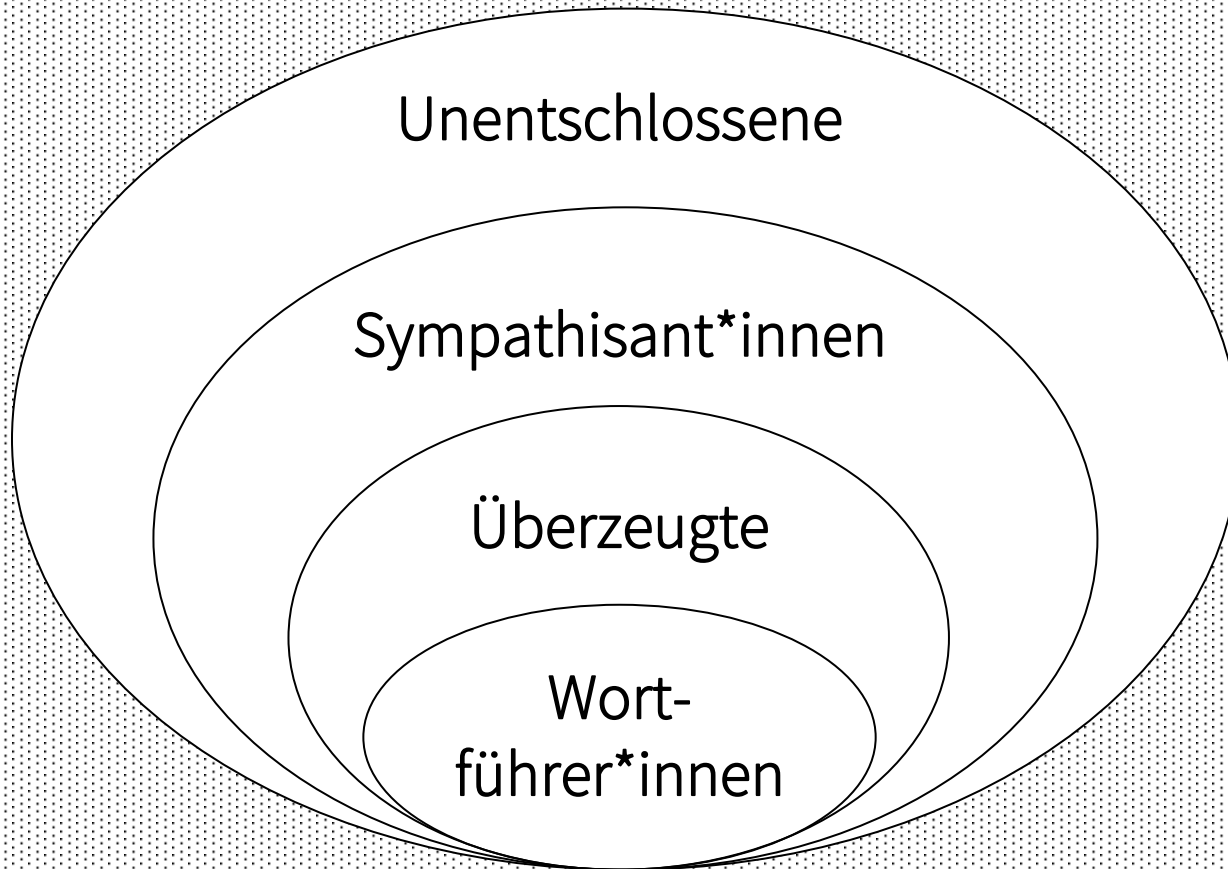 Unentschlossene
Sympathisant*innen
Überzeugte
Wort-
führer*innen